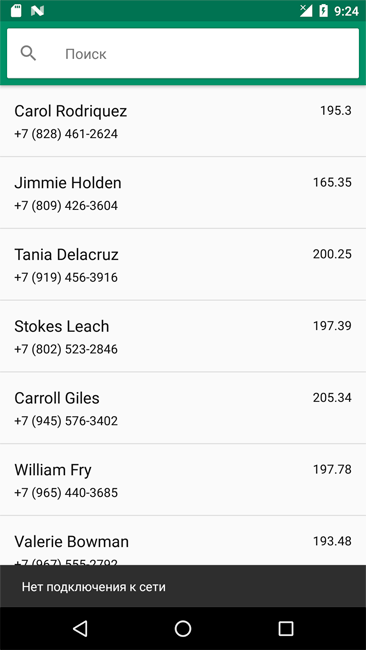 9:24
Поиск
Carol Rodriquez 195.3
+7 (828) 461-2624
Jimmie Holden 165.35
+7 (809) 426-3604
Tania Delacruz 200.25
+7 (919) 456-3916
Stokes Leach 197.39
+7 (802) 523-2846
Carroll Giles 205.34
+7 (945) 576-3402
William Fry 197.78
+7 (965) 440-3685
Valerie Bowman 193.48
+7 (967) 555-2792
Нет подключения к сети